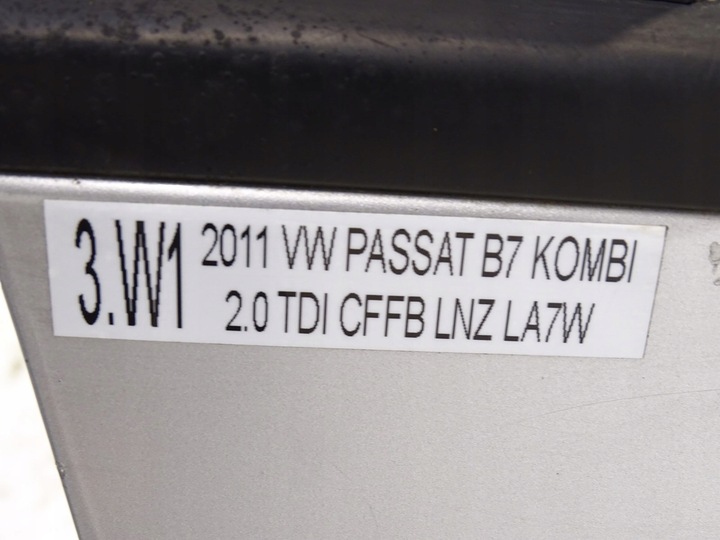 3.W1
2011 VW PASSAT B7 KOMBI
2.0 TDI CFFB LNZ LA7W